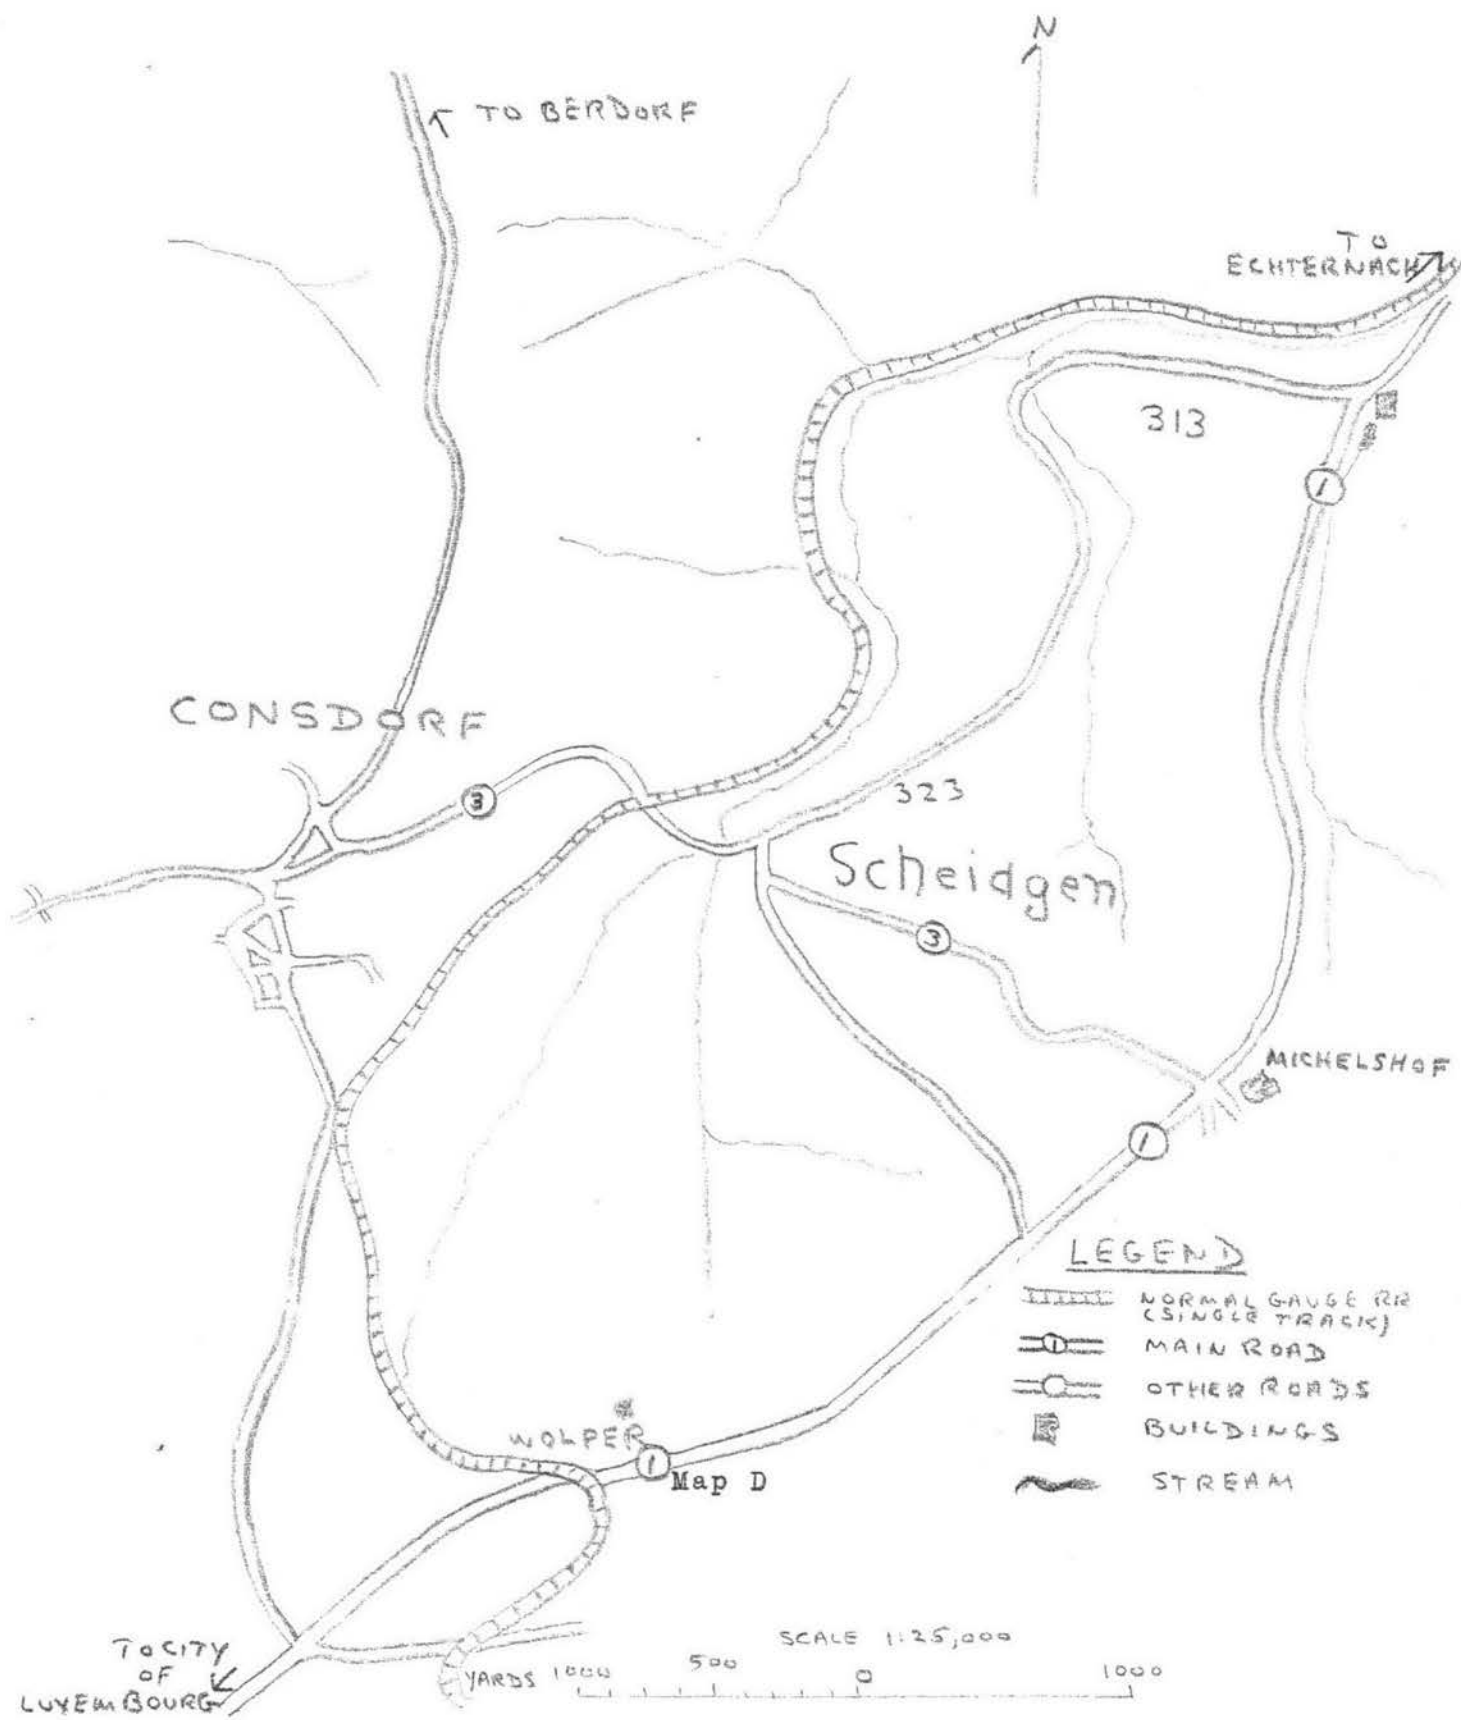 N
TO BERDORF
TO
ECHTERNACH
313
1
CONSDORF
3
323
Scheidgen
3
MICHELSHOF
1
LEGEND
NORMAL GAUGE RR
(SINGLE TRACK)
1 MAIN ROAD
OTHER ROADS
BUILDINGS
STREAM
WOLPER
1
Map D
SCALE 1:25,000
YARDS 1000 500 0 1000
TO CITY
OF
LUXEMBOURG